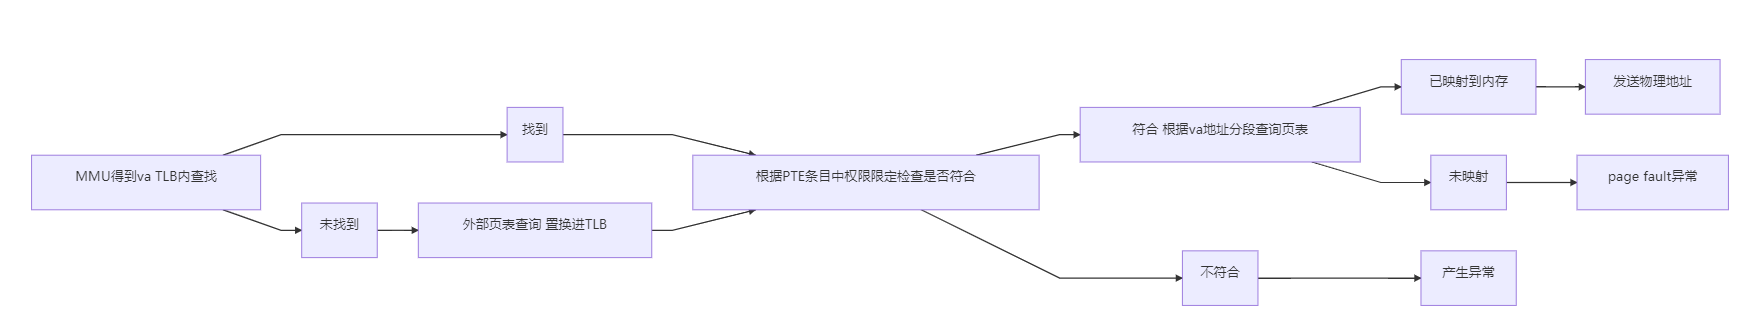 MMU得到va TLB内查找
找到
未找到
外部页表查询 置换进TLB
根据PTE条目中权限限定检查是否符合
符合 根据va地址分段查询页表
已映射到内存
发送物理地址
未映射
page fault异常
不符合
产生异常